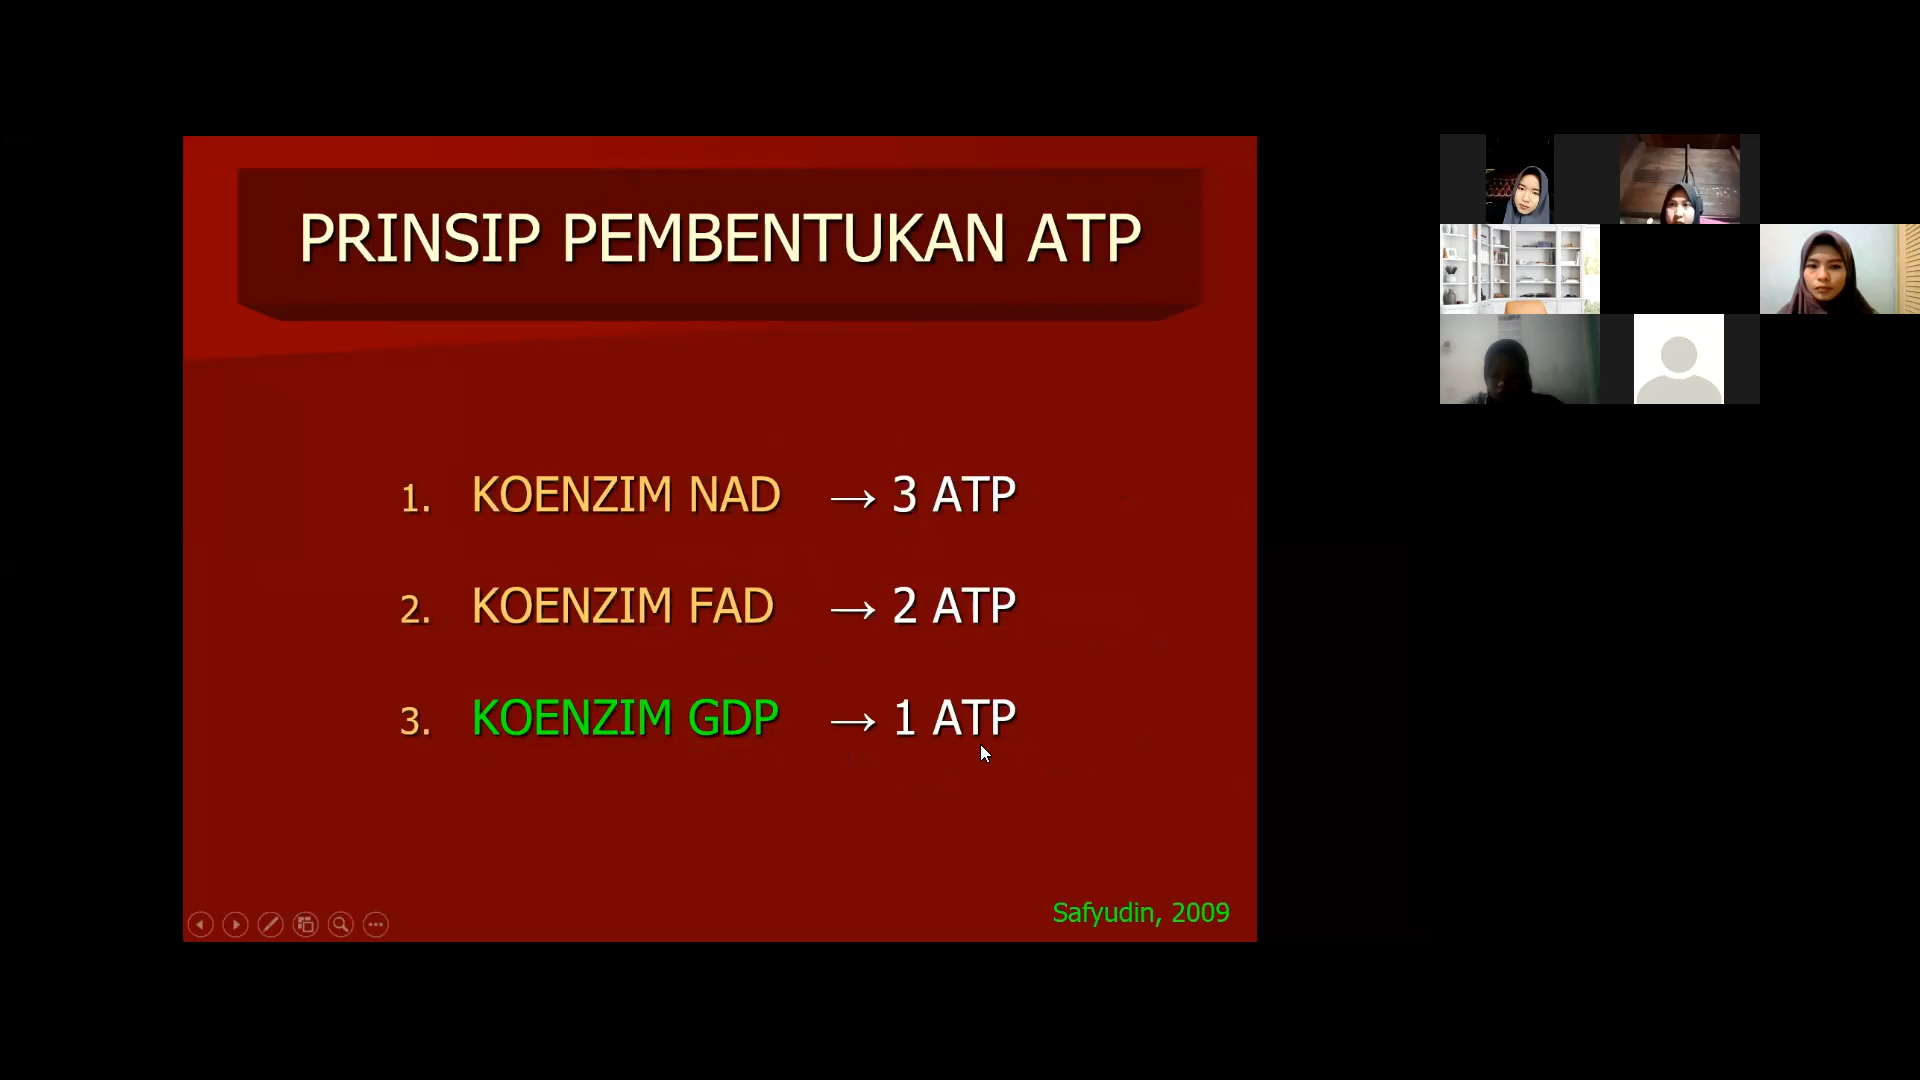 PRINSIP PEMBENTUKAN ATP
1. KOENZIM NAD → 3 ATP
2. KOENZIM FAD → 2 ATP
3. KOENZIM GDP → 1 ATP
Safyudin, 2009